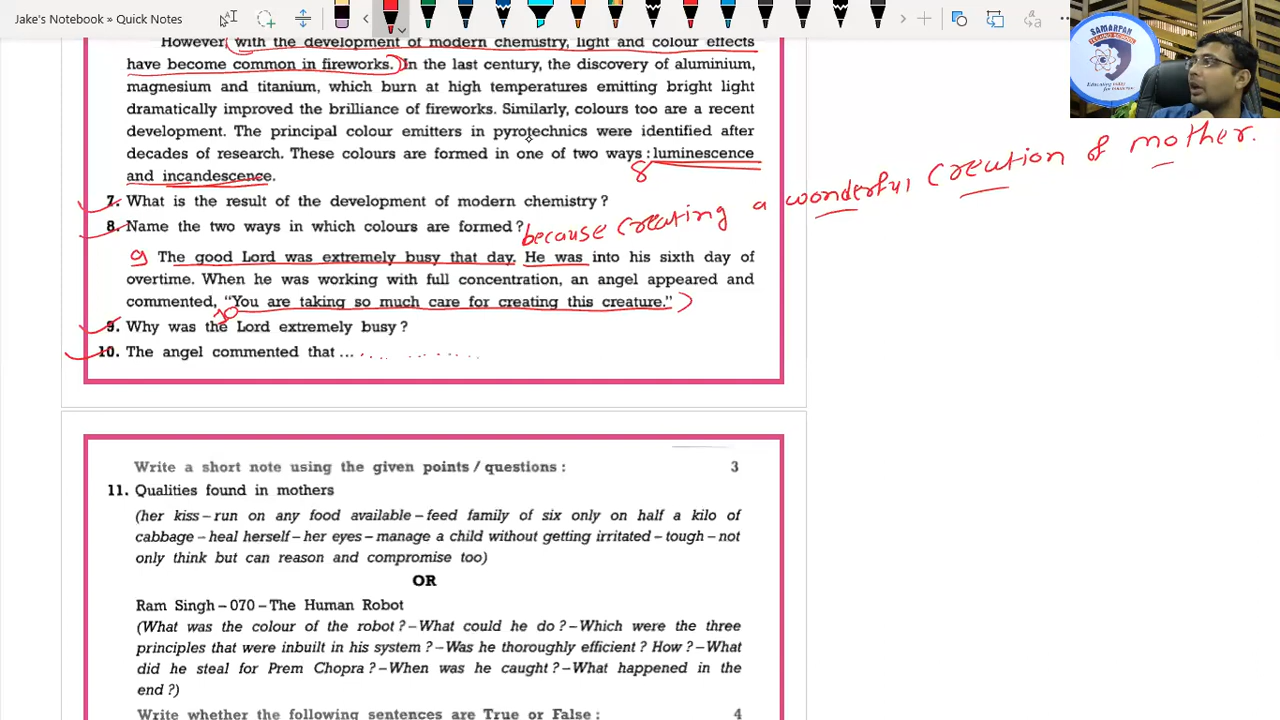 Jake's Notebook » Quick Notes
SAMARPAN
TECHNO SCHOOL
Educating India
However, with the development of modern chemistry, light and colour effects
have become common in fireworks. In the last century, the discovery of aluminium,
magnesium and titanium, which burn at high temperatures emitting bright light
dramatically improved the brilliance of fireworks. Similarly, colours too are a recent
development. The principal colour emitters in pyrotechnics were identified after
decades of research. These colours are formed in one of two ways : luminescence
8
and incandescence.
7. What is the result of the development of modern chemistry ?
8. Name the two ways in which colours are formed ?
because creating a wonderful creation of mother.
9 The good Lord was extremely busy that day. He was into his sixth day of
overtime. When he was working with full concentration, an angel appeared and
commented, “You are taking so much care for creating this creature.”
10
9. Why was the Lord extremely busy ?
10. The angel commented that ...
Write a short note using the given points / questions : 3
11. Qualities found in mothers
(her kiss – run on any food available – feed family of six only on half a kilo of
cabbage – heal herself – her eyes – manage a child without getting irritated – tough – not
only think but can reason and compromise too)
OR
Ram Singh – 070 – The Human Robot
(What was the colour of the robot ? – What could he do ? – Which were the three
principles that were inbuilt in his system ? – Was he thoroughly efficient ? How ? – What
did he steal for Prem Chopra ? – When was he caught ? – What happened in the
end ?)
Write whether the following sentences are True or False : 4